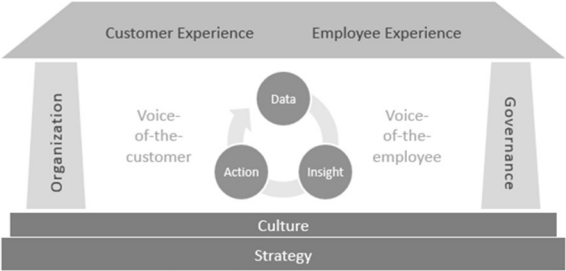 Customer Experience
Employee Experience
Organization
Voice-
of-the-
customer
Data
Action
Insight
Voice-
of-the-
employee
Governance
Culture
Strategy